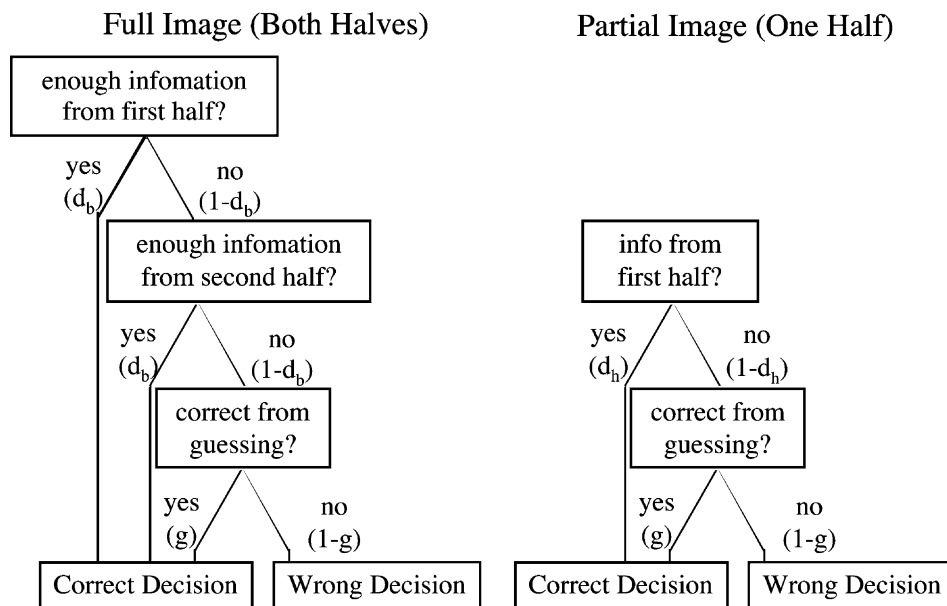 Full Image (Both Halves)
enough infomation
from first half?
yes
(d_b)
no
(1-d_b)
enough infomation
from second half?
yes
(d_b)
no
(1-d_b)
correct from
guessing?
yes
(g)
no
(1-g)
Correct Decision
Wrong Decision
Partial Image (One Half)
info from
first half?
yes
(d_h)
no
(1-d_h)
correct from
guessing?
yes
(g)
no
(1-g)
Correct Decision
Wrong Decision